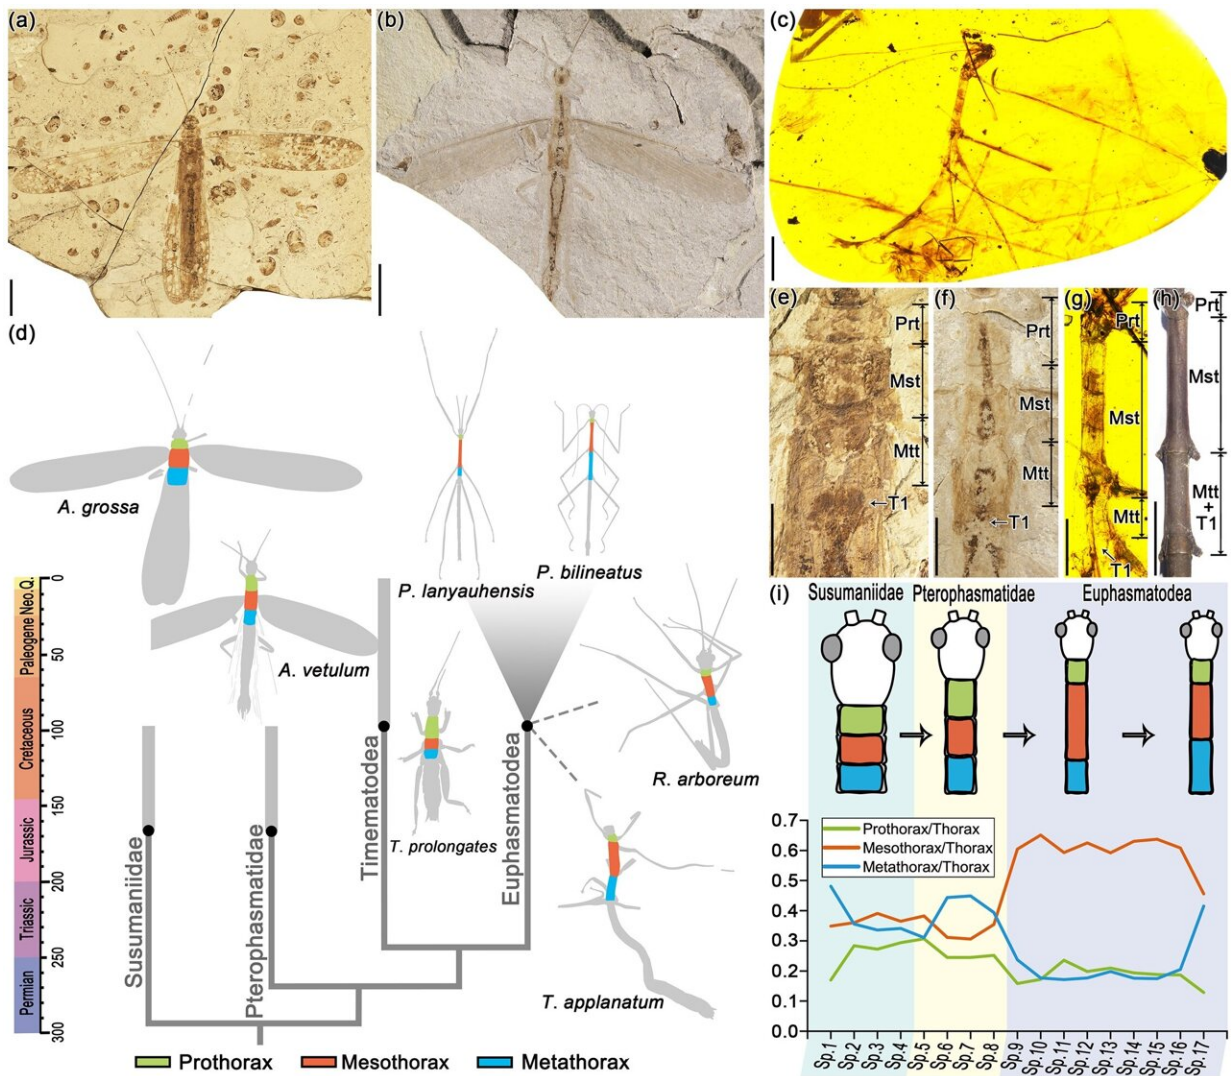 (a)
(b)
(c)
(d)
A. grossa
A. vetulum
P. lanyauhensis
P. bilineatus
T. prolongates
R. arboreum
T. applanatum
(e)
Prt
Mst
Mtt
←T1
(f)
Prt
Mst
Mtt
←T1
(g)
Prt
Mst
Mtt
T1
(h)
Prt
Mst
Mtt
+
T1
Q.
Neo.
Paleogene
Cretaceous
Jurassic
Triassic
Permian
0
50
100
150
200
250
300
Susumaniidae
Pterophasmatidae
Timematodea
Euphasmatodea
Prothorax
Mesothorax
Metathorax
(i)
Susumaniidae
Pterophasmatidae
Euphasmatodea
Prothorax/Thorax
Mesothorax/Thorax
Metathorax/Thorax
0.7
0.6
0.5
0.4
0.3
0.2
0.1
0.0
Sp.1
Sp.2
Sp.3
Sp.4
Sp.5
Sp.6
Sp.7
Sp.8
Sp.9
Sp.10
Sp.11
Sp.12
Sp.13
Sp.14
Sp.15
Sp.16
Sp.17